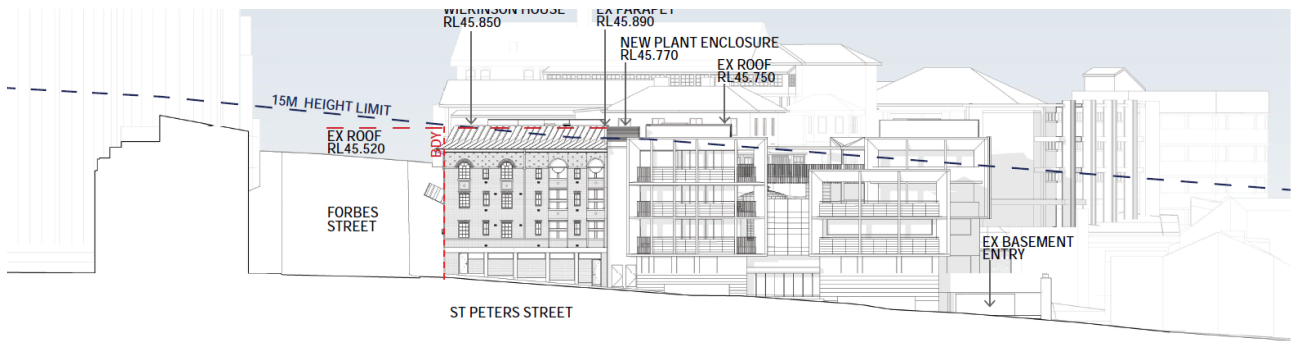 WILKINSON HOUSE
RL45.850
EX PARAPET
RL45.890
NEW PLANT ENCLOSURE
RL45.770
EX ROOF
RL45.750
15M HEIGHT LIMIT
EX ROOF
RL45.520
BDY
FORBES
STREET
EX BASEMENT
ENTRY
ST PETERS STREET